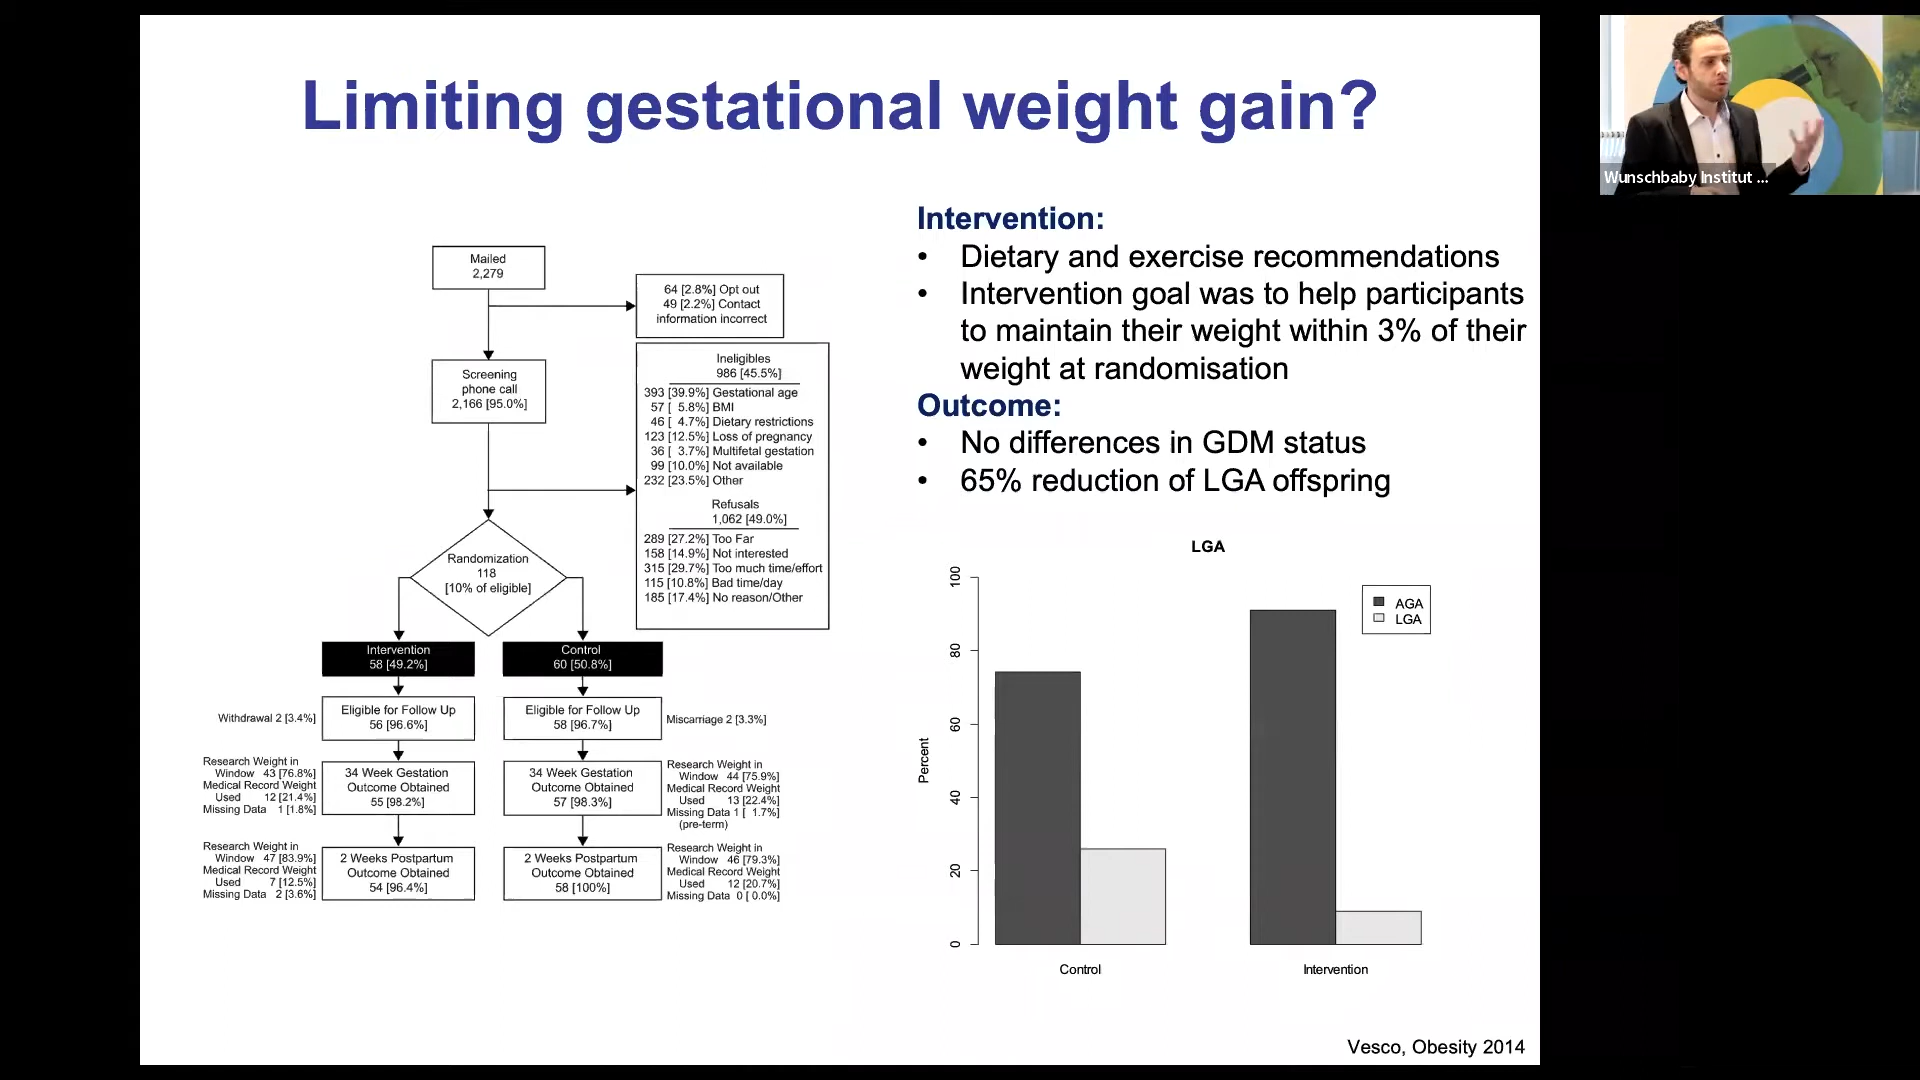 Limiting gestational weight gain?
Mailed
2,279
64 [2.8%] Opt out
49 [2.2%] Contact
information incorrect
Screening
phone call
2,166 [95.0%]
Ineligibles
986 [45.5%]
393 [39.9%] Gestational age
57 [ 5.8%] BMI
46 [ 4.7%] Dietary restrictions
123 [12.5%] Loss of pregnancy
36 [ 3.7%] Multifetal gestation
99 [10.0%] Not available
232 [23.5%] Other
Refusals
1,062 [49.0%]
289 [27.2%] Too Far
158 [14.9%] Not interested
315 [29.7%] Too much time/effort
115 [10.8%] Bad time/day
185 [17.4%] No reason/Other
Randomization
118
[10% of eligible]
Intervention
58 [49.2%]
Control
60 [50.8%]
Withdrawal 2 [3.4%]
Eligible for Follow Up
56 [96.6%]
Eligible for Follow Up
58 [96.7%]
Miscarriage 2 [3.3%]
Research Weight in
Window 43 [76.8%]
Medical Record Weight
Used 12 [21.4%]
Missing Data 1 [1.8%]
34 Week Gestation
Outcome Obtained
55 [98.2%]
34 Week Gestation
Outcome Obtained
57 [98.3%]
Research Weight in
Window 44 [75.9%]
Medical Record Weight
Used 13 [22.4%]
Missing Data 1 [ 1.7%]
(pre-term)
Research Weight in
Window 47 [83.9%]
Medical Record Weight
Used 7 [12.5%]
Missing Data 2 [3.6%]
2 Weeks Postpartum
Outcome Obtained
54 [96.4%]
2 Weeks Postpartum
Outcome Obtained
58 [100%]
Research Weight in
Window 46 [79.3%]
Medical Record Weight
Used 12 [20.7%]
Missing Data 0 [ 0.0%]
Intervention:
• Dietary and exercise recommendations
• Intervention goal was to help participants
to maintain their weight within 3% of their
weight at randomisation
Outcome:
• No differences in GDM status
• 65% reduction of LGA offspring
LGA
Percent
100
80
60
40
20
0
AGA
LGA
Control
Intervention
Vesco, Obesity 2014
Wunschbaby Institut ...